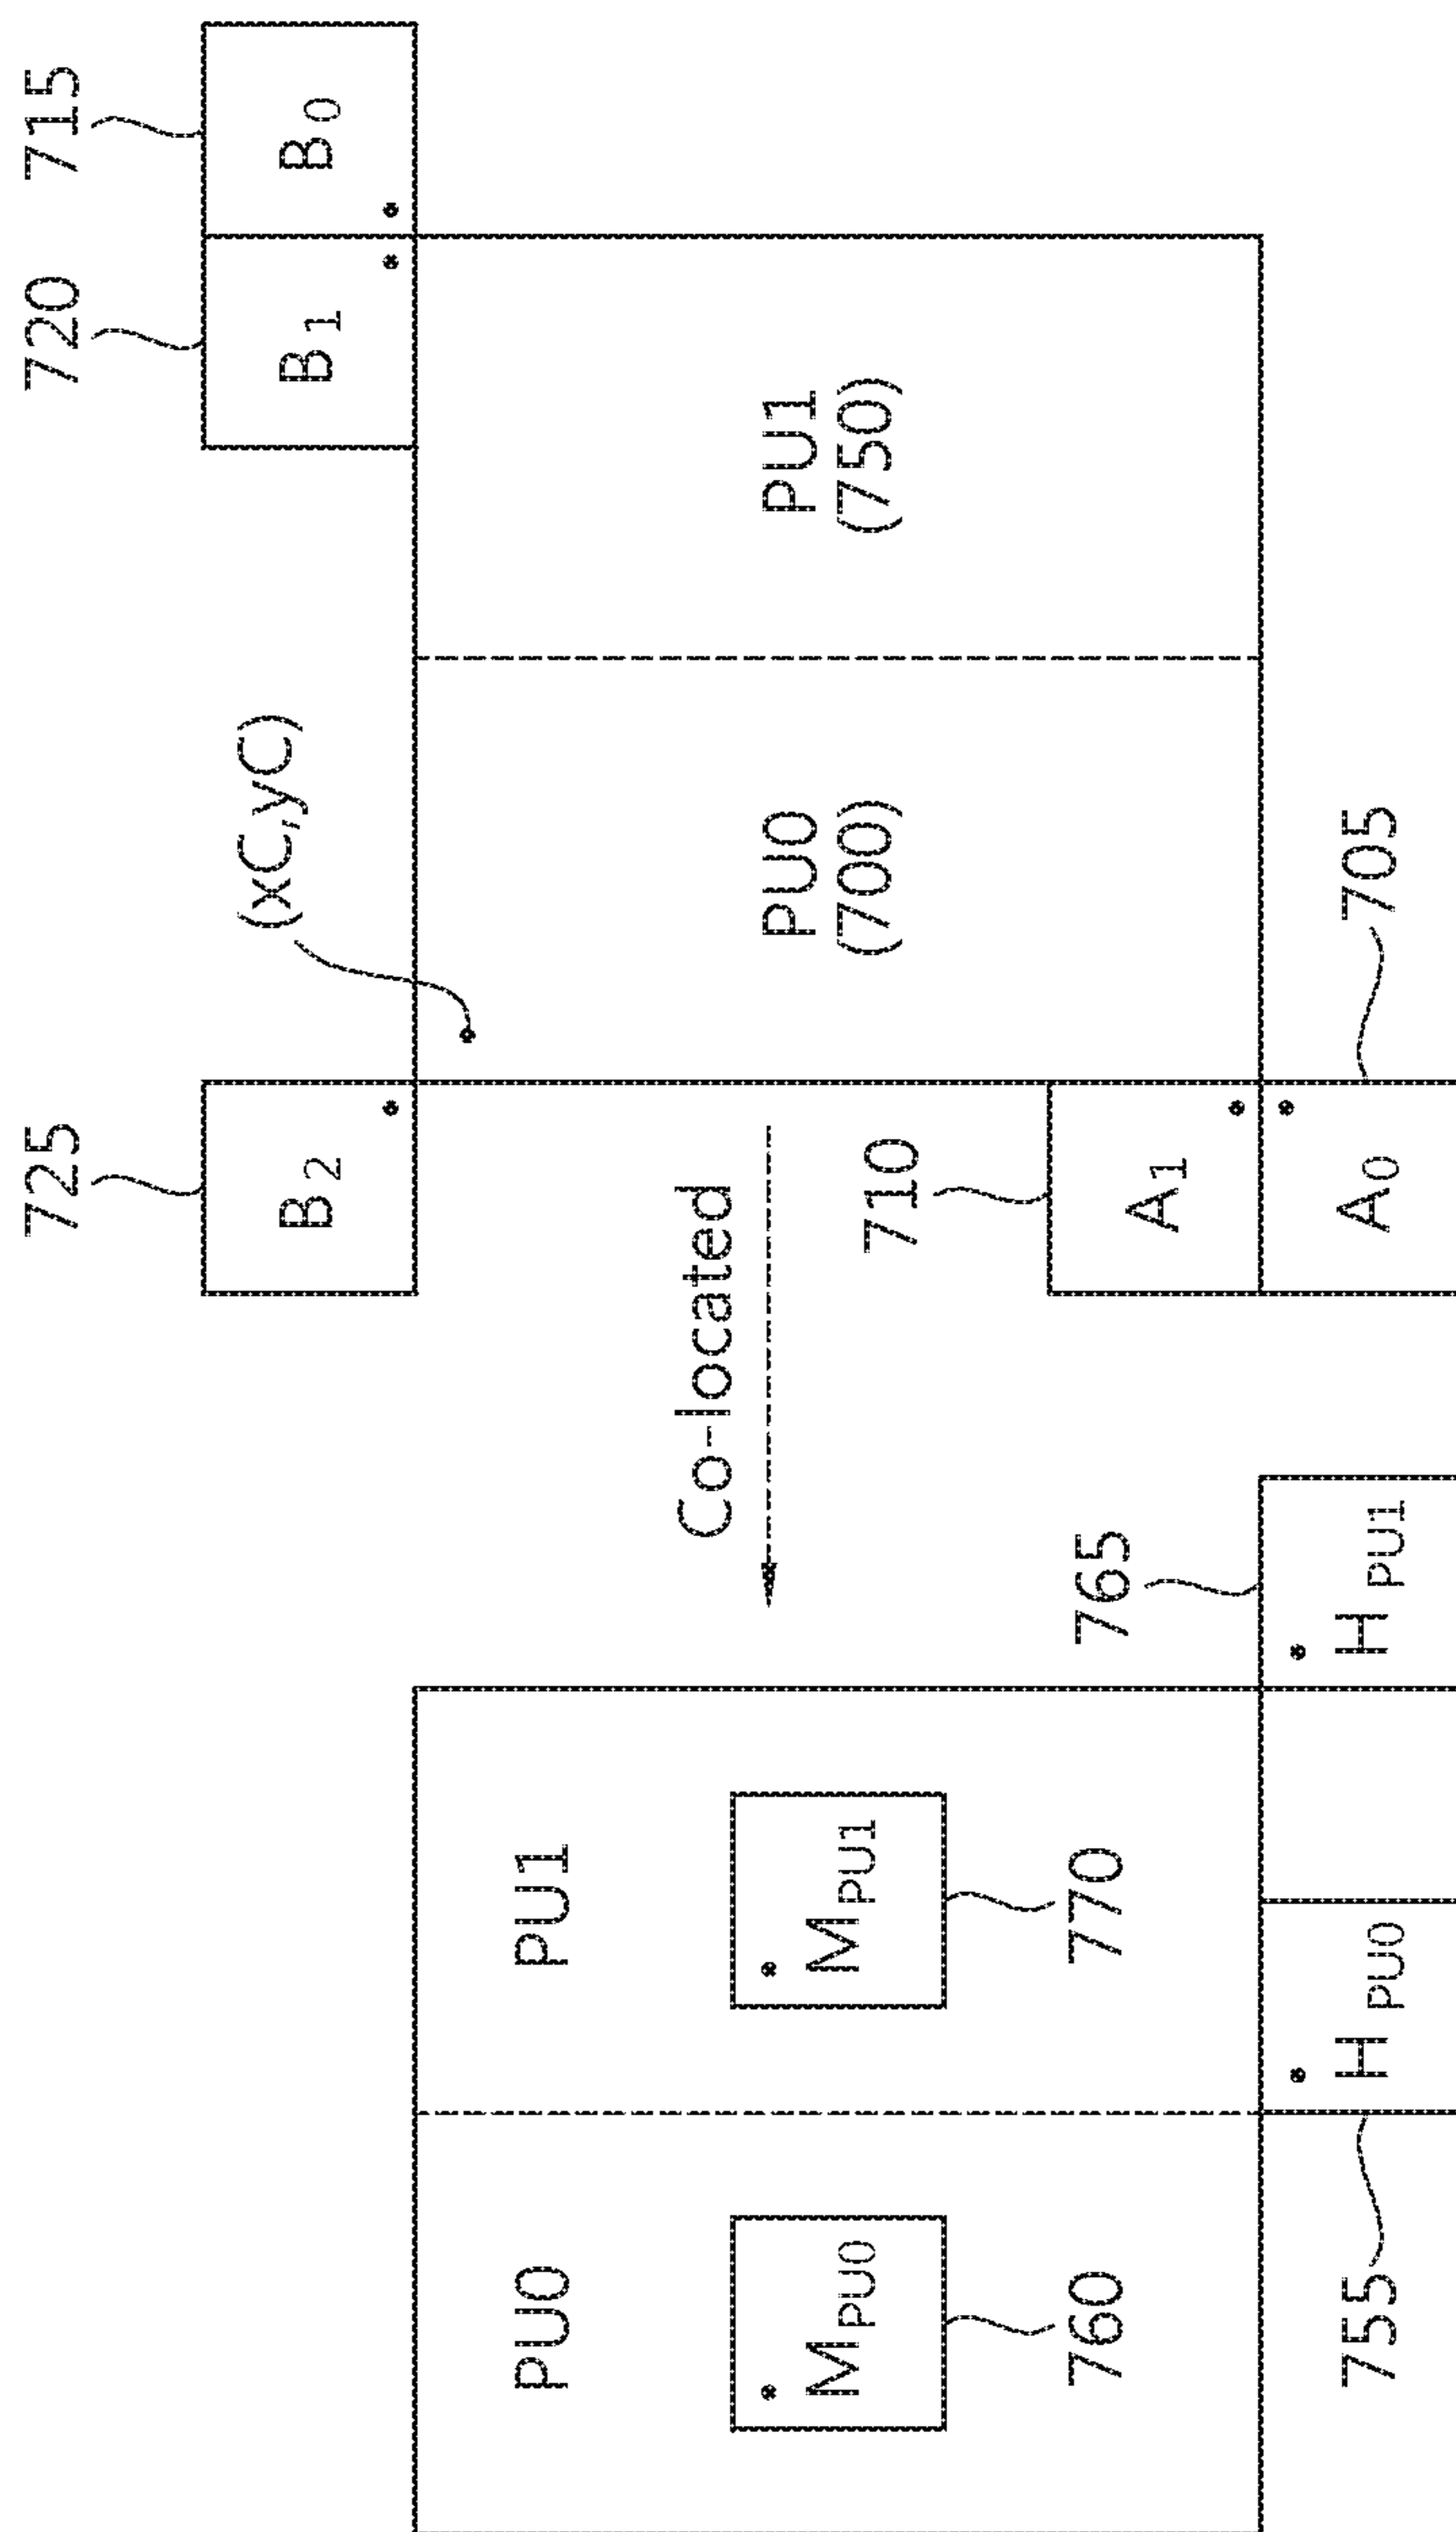 725
720
715
B2
B1
B0
(xC,yC)
Co-located
PU0
(700)
PU1
(750)
710
A1
A0
705
PU0
PU1
MPU0
MPU1
760
770
765
755
HPU0
HPU1